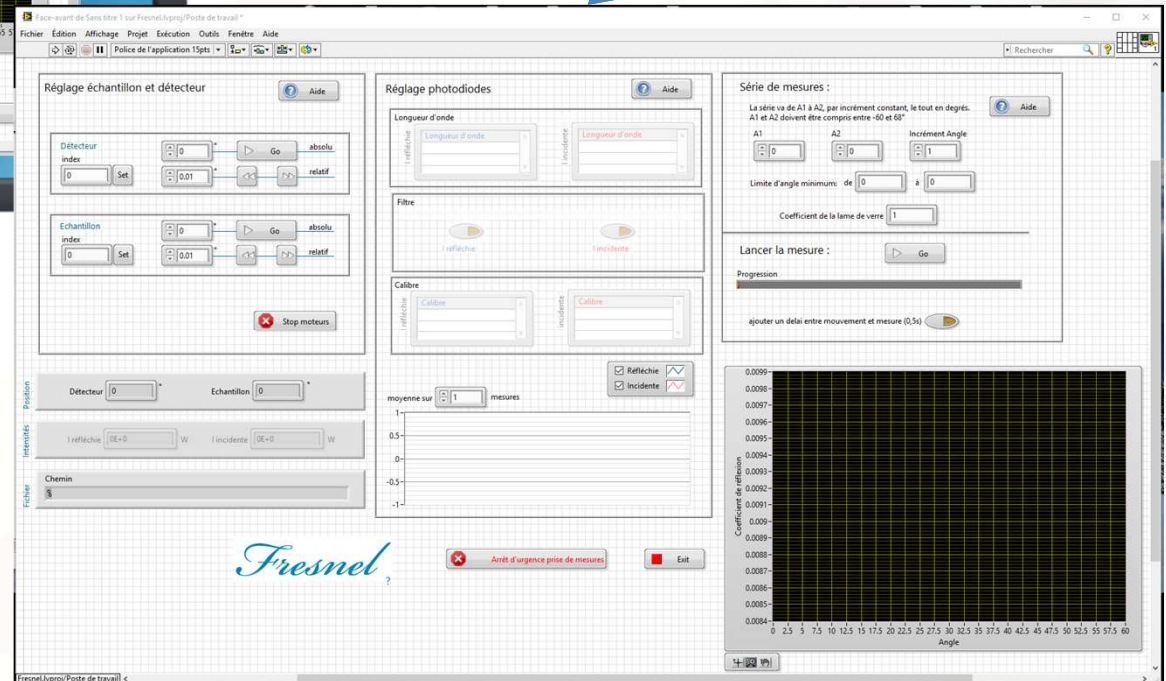 Face-avant de Sans titre 1 sur Fresnel.lvproj/Poste de travail *
Fichier Édition Affichage Projet Exécution Outils Fenêtre Aide
Police de l'application 15pts
Rechercher
Réglage échantillon et détecteur
Aide
Détecteur
index
0 Set
0 ° Go absolu
0.01 ° relatif
Echantillon
index
0 Set
0 ° Go absolu
0.01 ° relatif
Stop moteurs
Position
Détecteur 0 °
Echantillon 0 °
Intensités
I réfléchie 0E+0 W
I incidente 0E+0 W
Fichier
Chemin
Réglage photodiodes
Aide
Longueur d'onde
I réfléchie
Longueur d'onde
I incidente
Longueur d'onde
Filtre
I réfléchie
I incidente
Calibre
I réfléchie
Calibre
incidente
Calibre
Réfléchie
Incidente
moyenne sur 1 mesures
1
0.5
0
-0.5
-1
Série de mesures :
Aide
La série va de A1 à A2, par incrément constant, le tout en degrés.
A1 et A2 doivent être compris entre -60 et 68°
A1 A2 Incrément Angle
0 0 1
Limite d'angle minimum: de 0 à 0
Coefficient de la lame de verre 1
Lancer la mesure : Go
Progression
ajouter un delai entre mouvement et mesure (0,5s)
Coefficient de réflexion
0.0099
0.0098
0.0097
0.0096
0.0095
0.0094
0.0093
0.0092
0.0091
0.009
0.0089
0.0088
0.0087
0.0086
0.0085
0.0084
0 2.5 5 7.5 10 12.5 15 17.5 20 22.5 25 27.5 30 32.5 35 37.5 40 42.5 45 47.5 50 52.5 55 57.5 60
Angle
Fresnel ?
Arrêt d'urgence prise de mesures
Exit
Fresnel.lvproj/Poste de travail